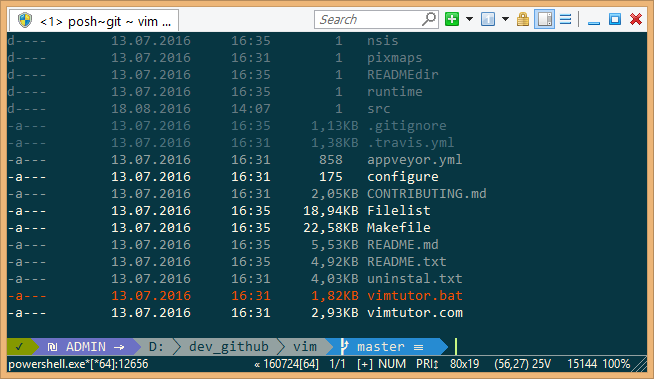 <1> posh~git ~ vim ...
Search
d---- 13.07.2016 16:35 1 nsis
d---- 13.07.2016 16:31 1 pixmaps
d---- 13.07.2016 16:35 1 READMEdir
d---- 13.07.2016 16:35 1 runtime
d---- 18.08.2016 14:07 1 src
-a--- 13.07.2016 16:35 1,13KB .gitignore
-a--- 13.07.2016 16:31 1,38KB .travis.yml
-a--- 13.07.2016 16:31 858 appveyor.yml
-a--- 13.07.2016 16:31 175 configure
-a--- 13.07.2016 16:31 2,05KB CONTRIBUTING.md
-a--- 13.07.2016 16:35 18,94KB Filelist
-a--- 13.07.2016 16:35 22,58KB Makefile
-a--- 13.07.2016 16:35 5,53KB README.md
-a--- 13.07.2016 16:35 4,92KB README.txt
-a--- 13.07.2016 16:31 4,03KB uninstal.txt
-a--- 13.07.2016 16:31 1,82KB vimtutor.bat
-a--- 13.07.2016 16:31 2,93KB vimtutor.com
✓ ₪ ADMIN → D: dev_github vim master ≡
powershell.exe*[*64]:12656 « 160724[64] 1/1 [+] NUM PRI↕ 80x19 (56,27) 25V 15144 100%